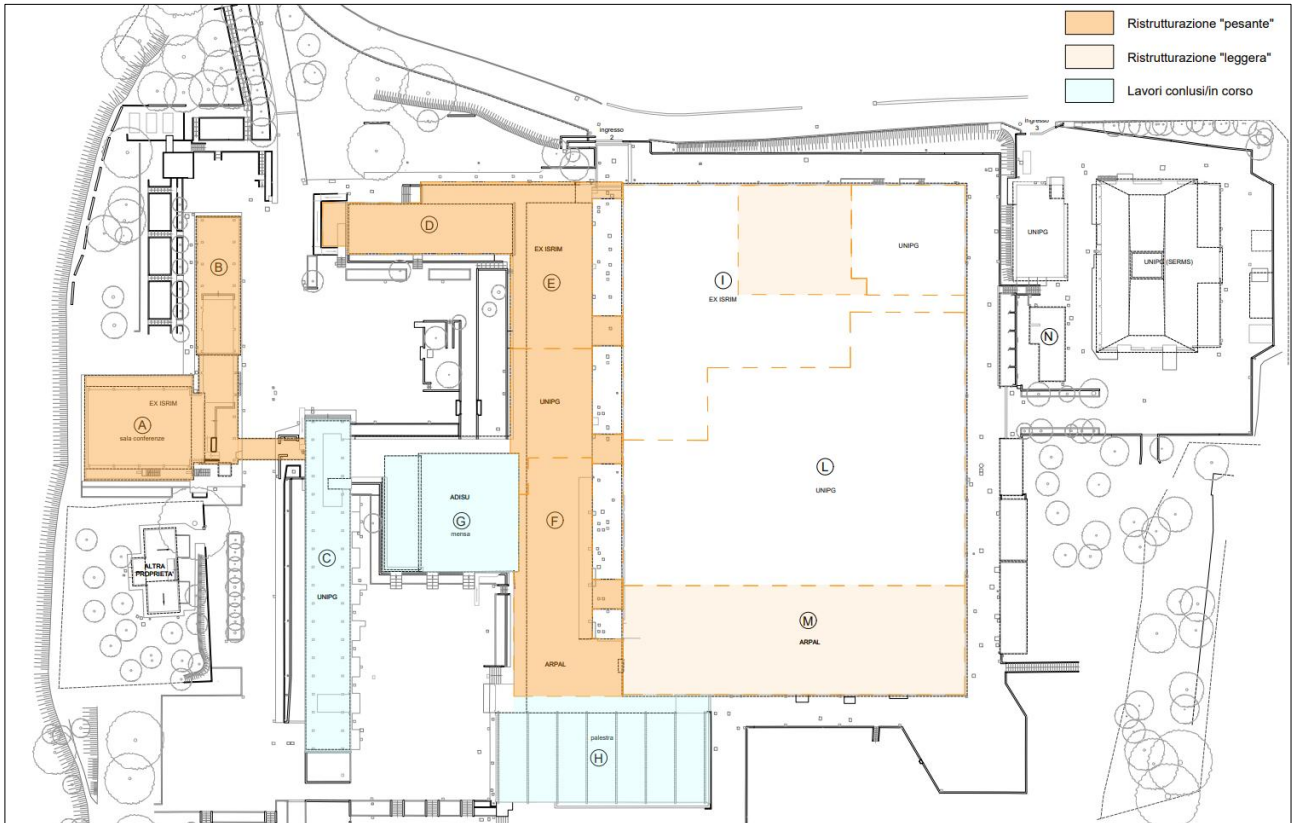 Ristrutturazione "pesante"
Ristrutturazione "leggera"
Lavori conlusi/in corso
ingresso
2
ingresso
3
D
B
EX ISRIM
E
I
EX ISRIM
UNIPG
UNIPG
UNIPG (SERMS)
N
EX ISRIM
A
sala conferenze
UNIPG
ADISU
G
mensa
F
L
UNIPG
C
UNIPG
ALTRA
PROPRIETA'
M
ARPAL
ARPAL
palestra
H